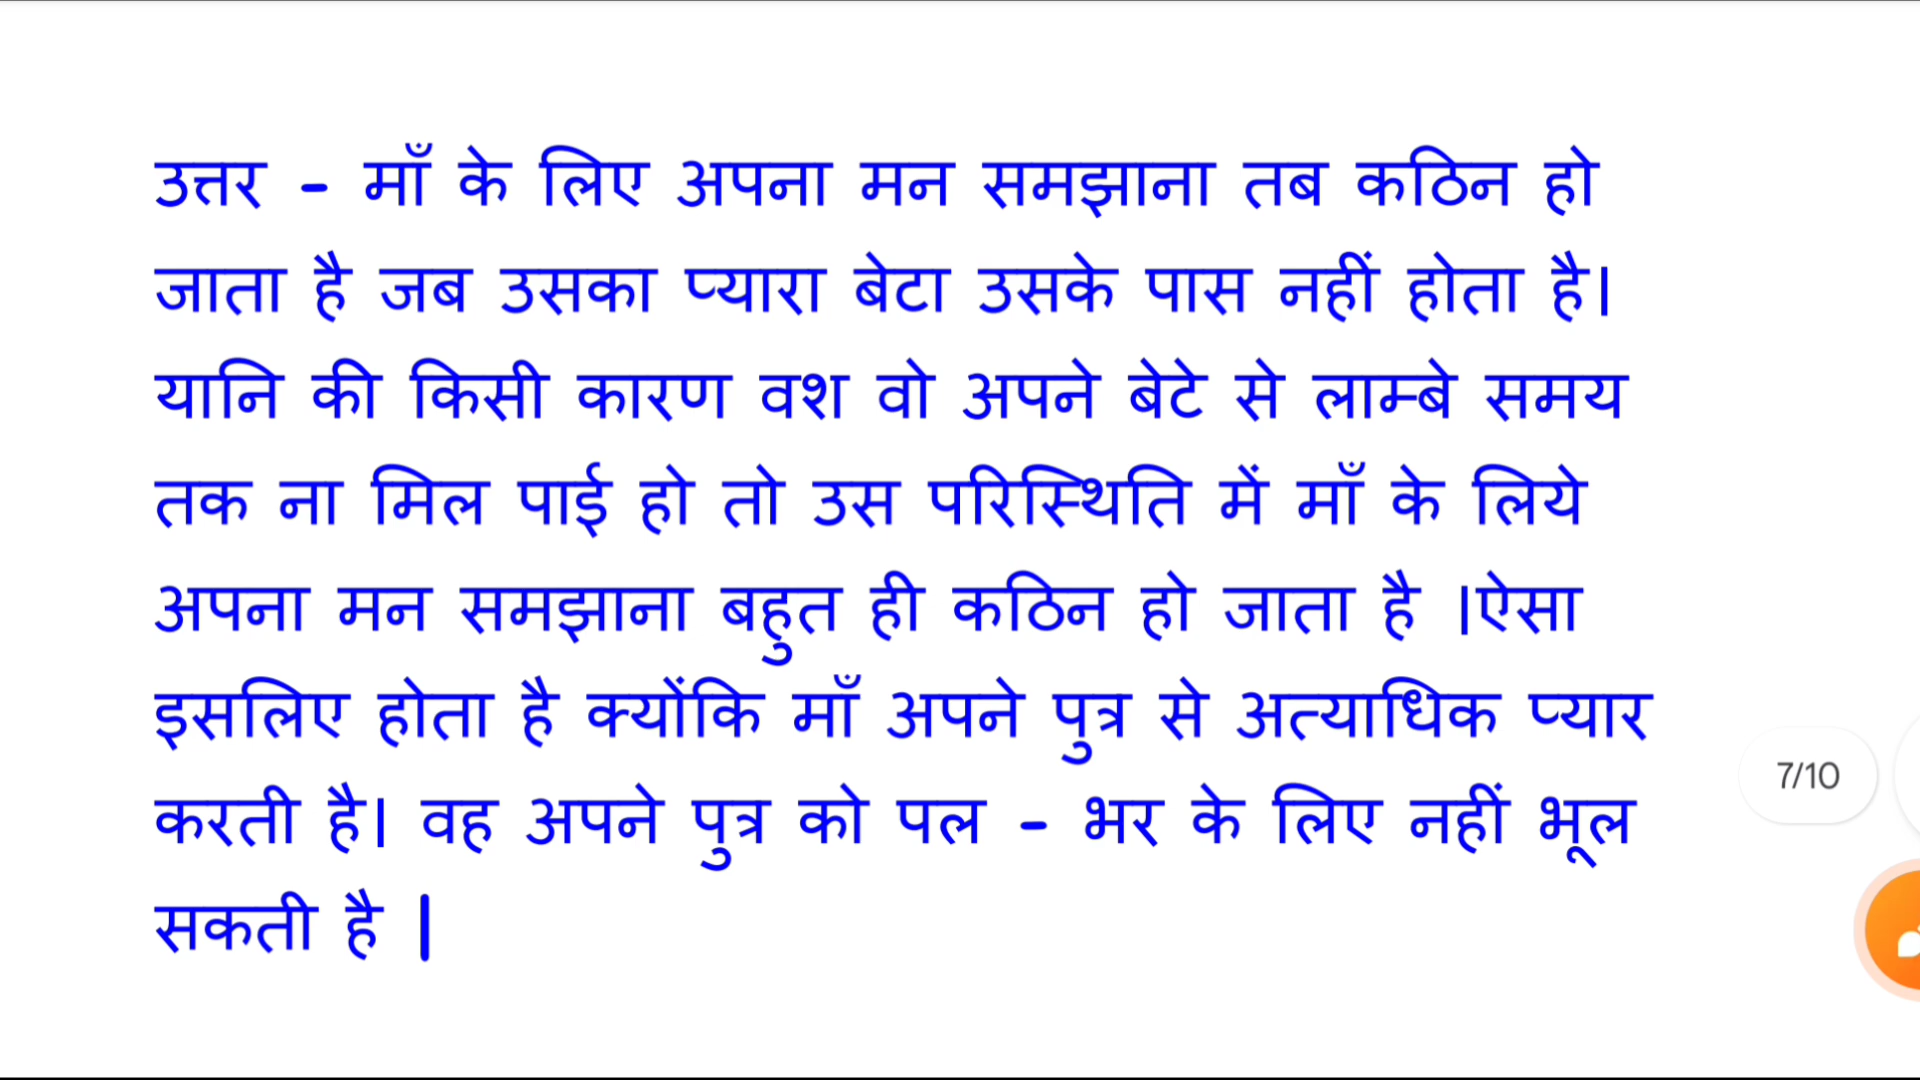 उत्तर - माँ के लिए अपना मन समझाना तब कठिन हो
जाता है जब उसका प्यारा बेटा उसके पास नहीं होता है।
यानि की किसी कारण वश वो अपने बेटे से लाम्बे समय
तक ना मिल पाई हो तो उस परिस्थिति में माँ के लिये
अपना मन समझाना बहुत ही कठिन हो जाता है ।ऐसा
इसलिए होता है क्योंकि माँ अपने पुत्र से अत्याधिक प्यार
करती है। वह अपने पुत्र को पल - भर के लिए नहीं भूल
सकती है |
7/10